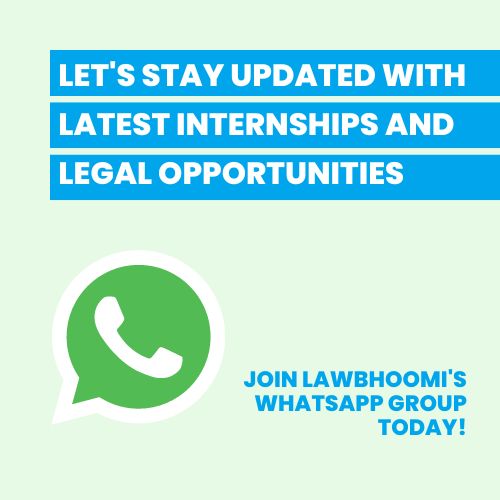 LET'S STAY UPDATED WITH
LATEST INTERNSHIPS AND
LEGAL OPPORTUNITIES
JOIN LAWBHOOMI'S
WHATSAPP GROUP
TODAY!